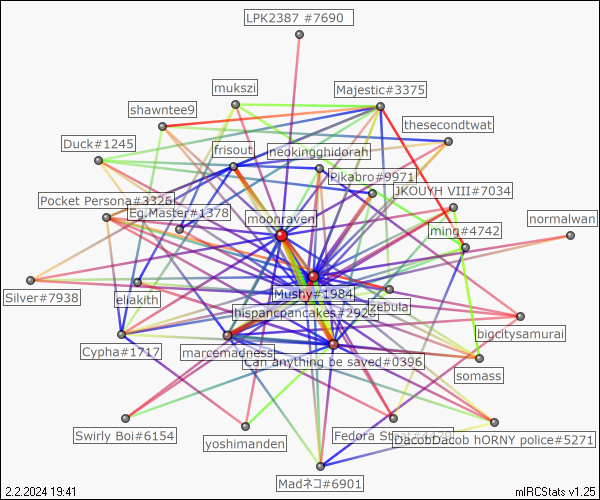 LPK2387 #7690
mukszi
Majestic#3375
shawntee9
thesecondtwat
Duck#1245
frisout
neokingghidorah
Pikabro#9971
JKOUYH VIII#7034
Pocket Persona#3326
Eg.Master#1378
moonraven
normalwan
ming#4742
Silver#7938
eliakith
Mushy#1984
zebula
hispancpancakes#292
bigcitysamurai
Cypha#1717
marcemadness
Can anything be saved#0396
somass
Swirly Boi#6154
yoshimanden
Fedora
DacobDacob hORNY police#5271
Madネコ#6901
2.2.2024 19:41
mIRCStats v1.25